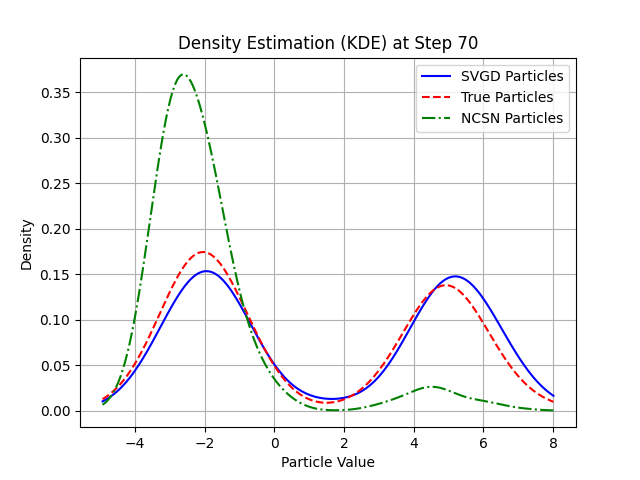 Density Estimation (KDE) at Step 70
SVGD Particles
True Particles
NCSN Particles
Density
0.35
0.30
0.25
0.20
0.15
0.10
0.05
0.00
−4 −2 0 2 4 6 8
Particle Value